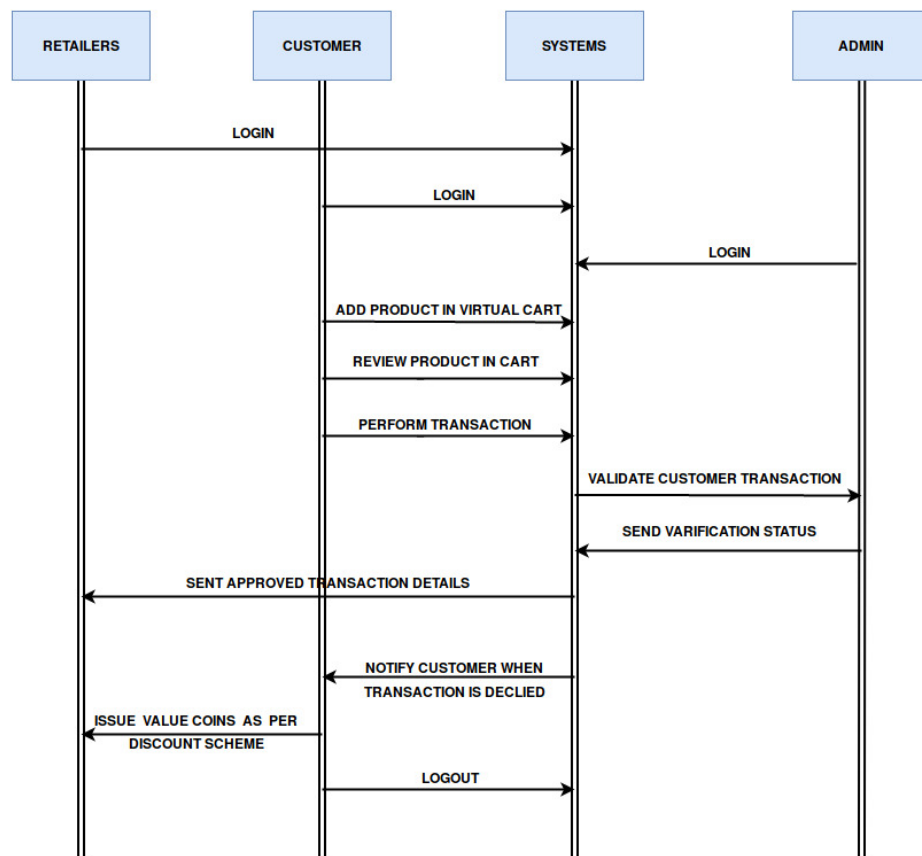 RETAILERS
CUSTOMER
SYSTEMS
ADMIN
LOGIN
LOGIN
LOGIN
ADD PRODUCT IN VIRTUAL CART
REVIEW PRODUCT IN CART
PERFORM TRANSACTION
VALIDATE CUSTOMER TRANSACTION
SEND VARIFICATION STATUS
SENT APPROVED TRANSACTION DETAILS
NOTIFY CUSTOMER WHEN
TRANSACTION IS DECLIED
ISSUE VALUE COINS AS PER
DISCOUNT SCHEME
LOGOUT